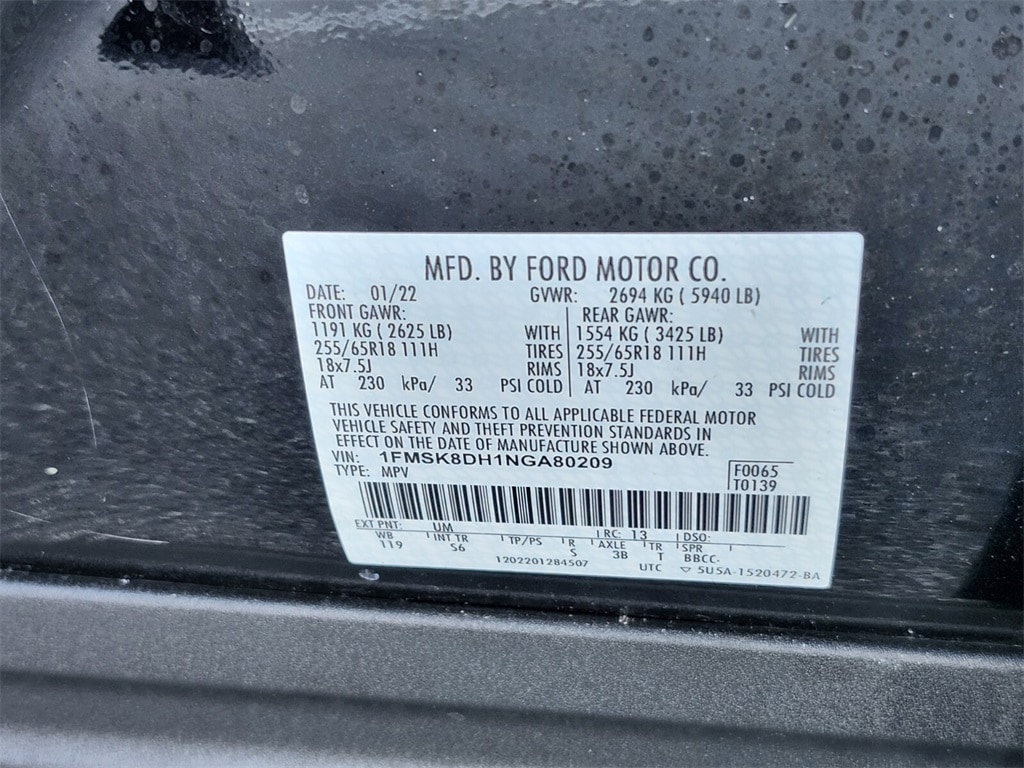 MFD. BY FORD MOTOR CO.
DATE: 01/22 GVWR: 2694 KG ( 5940 LB)
FRONT GAWR: REAR GAWR:
1191 KG ( 2625 LB) WITH 1554 KG ( 3425 LB) WITH
255/65R18 111H TIRES 255/65R18 111H TIRES
18x7.5J RIMS 18x7.5J RIMS
AT 230 kPa/ 33 PSI COLD AT 230 kPa/ 33 PSI COLD
THIS VEHICLE CONFORMS TO ALL APPLICABLE FEDERAL MOTOR
VEHICLE SAFETY AND THEFT PREVENTION STANDARDS IN
EFFECT ON THE DATE OF MANUFACTURE SHOWN ABOVE.
VIN: 1FMSK8DH1NGA80209
TYPE: MPV
F0065
T0139
EXT PNT: UM RC: 13 DSO:
WB INT TR TP/PS R AXLE TR SPR
119 S6 S 3B T BBCC-
1202201284507 UTC ▽ 5U5A-1520472-BA